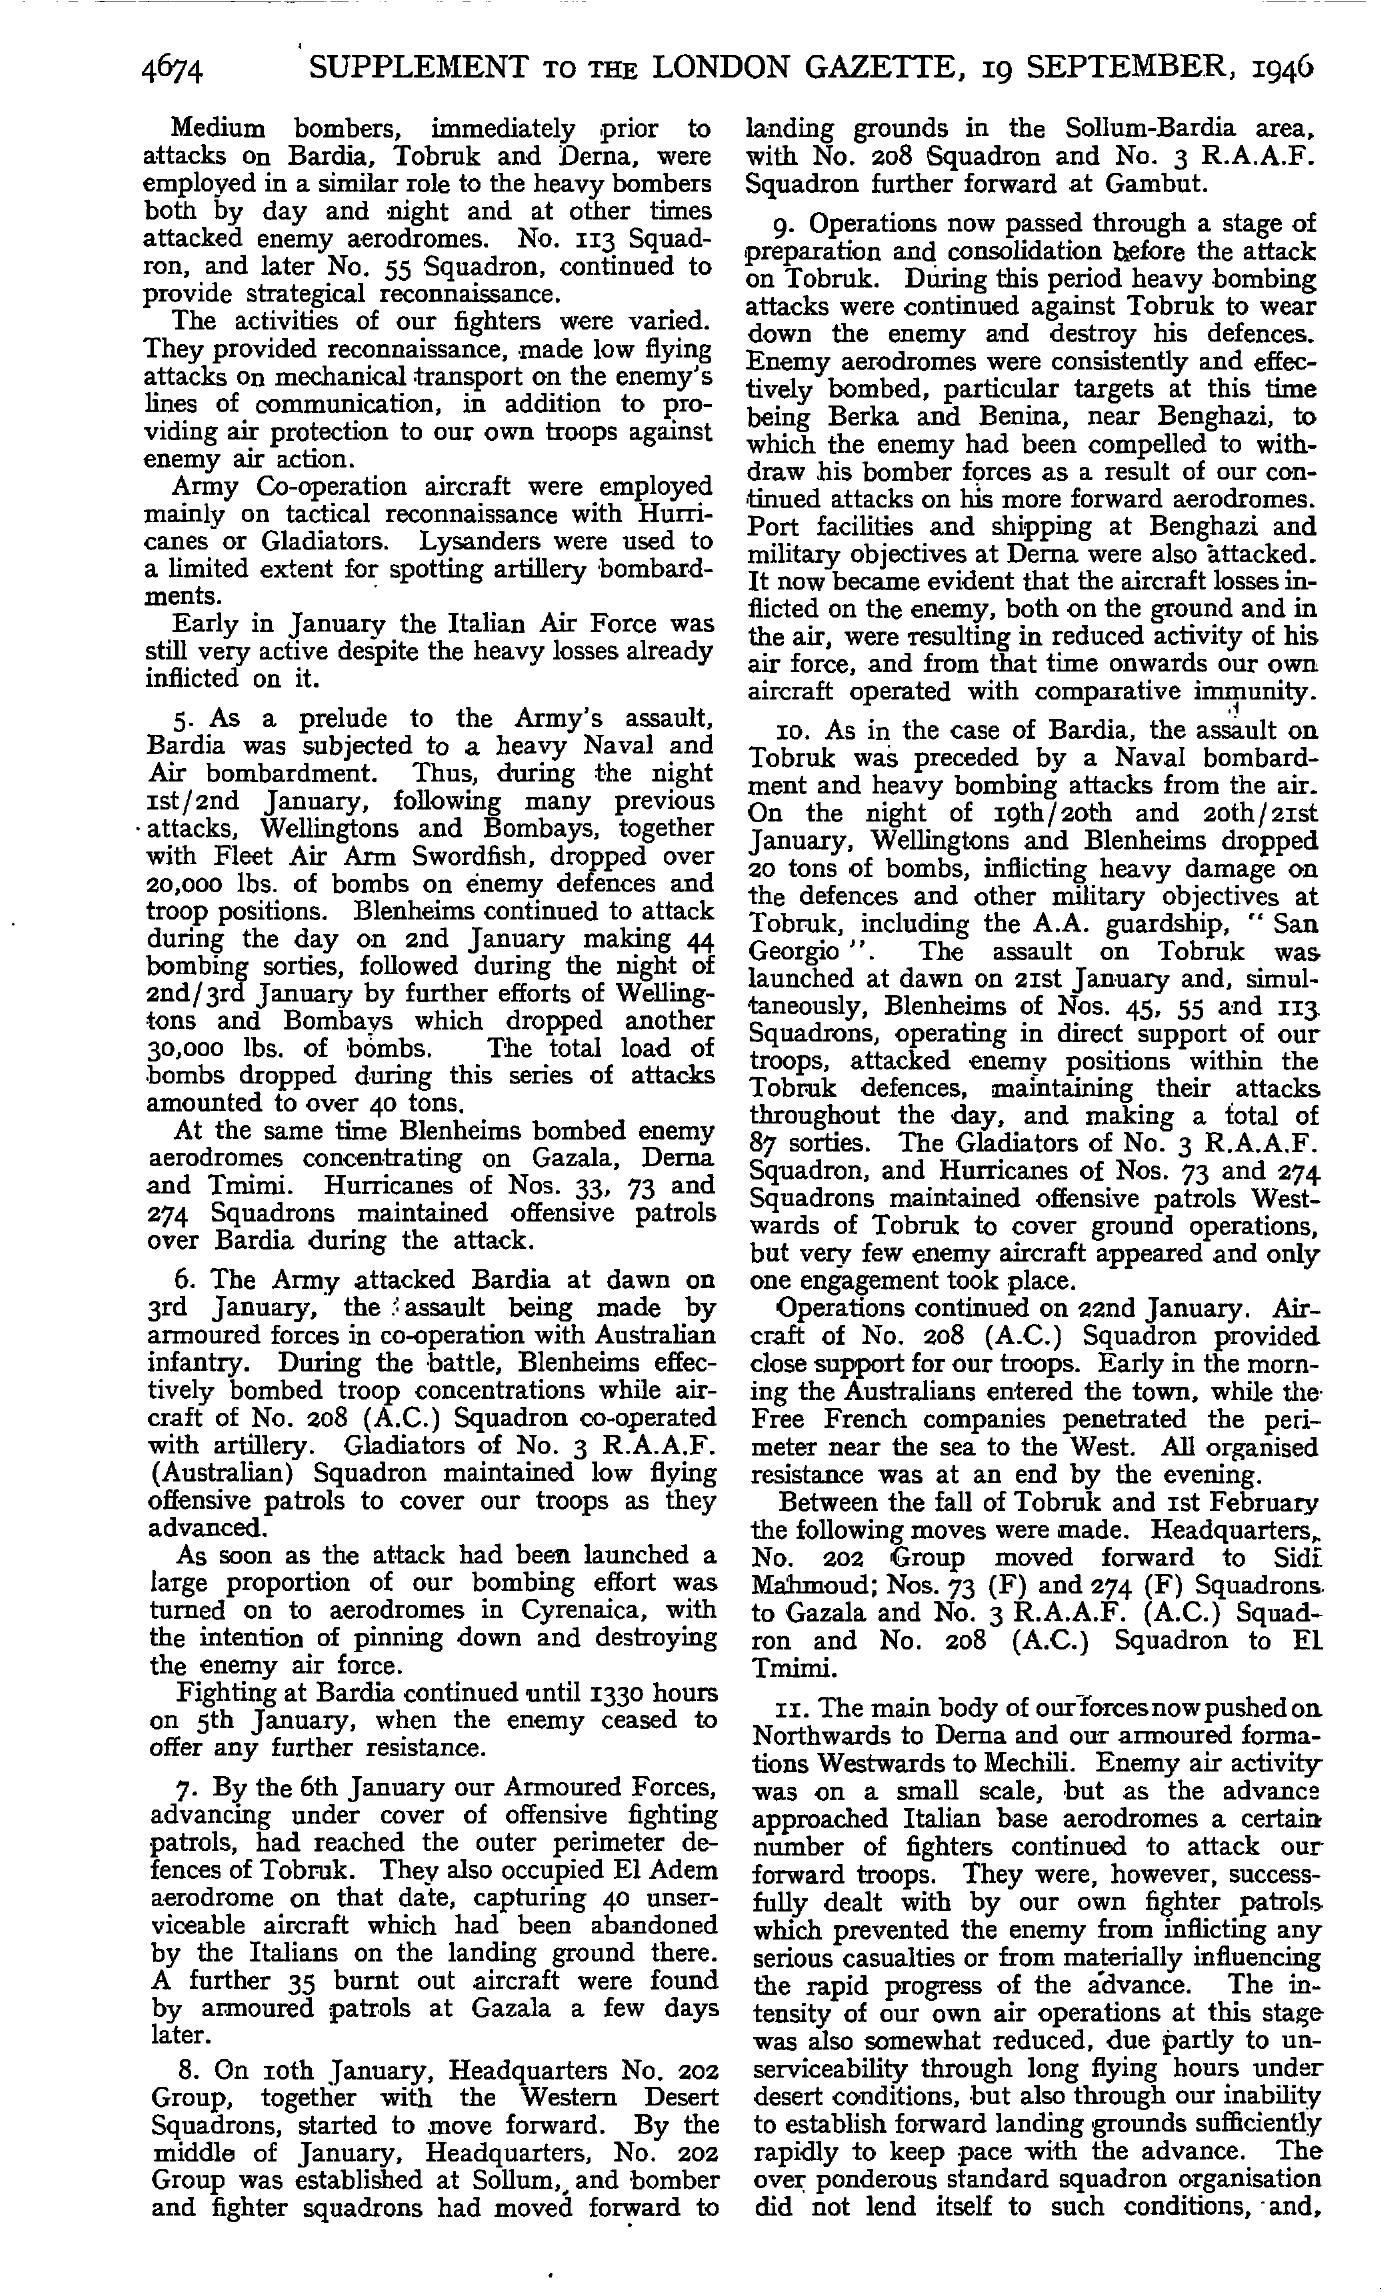 4674 SUPPLEMENT TO THE LONDON GAZETTE, 19 SEPTEMBER, 1946
Medium bombers, immediately prior to
attacks on Bardia, Tobruk and Derna, were
employed in a similar role to the heavy bombers
both by day and night and at other times
attacked enemy aerodromes. No. 113 Squad-
ron, and later No. 55 Squadron, continued to
provide strategical reconnaissance.
The activities of our fighters were varied.
They provided reconnaissance, made low flying
attacks on mechanical transport on the enemy's
lines of communication, in addition to pro-
viding air protection to our own troops against
enemy air action.
Army Co-operation aircraft were employed
mainly on tactical reconnaissance with Hurri-
canes or Gladiators. Lysanders were used to
a limited extent for spotting artillery bombard-
ments.
Early in January the Italian Air Force was
still very active despite the heavy losses already
inflicted on it.
5. As a prelude to the Army's assault,
Bardia was subjected to a heavy Naval and
Air bombardment. Thus, during the night
1st/2nd January, following many previous
attacks, Wellingtons and Bombays, together
with Fleet Air Arm Swordfish, dropped over
20,000 lbs. of bombs on enemy defences and
troop positions. Blenheims continued to attack
during the day on 2nd January making 44
bombing sorties, followed during the night of
2nd/3rd January by further efforts of Welling-
tons and Bombays which dropped another
30,000 lbs. of bombs. The total load of
bombs dropped during this series of attacks
amounted to over 40 tons.
At the same time Blenheims bombed enemy
aerodromes concentrating on Gazala, Derna
and Tmimi. Hurricanes of Nos. 33, 73 and
274 Squadrons maintained offensive patrols
over Bardia during the attack.
6. The Army attacked Bardia at dawn on
3rd January, the assault being made by
armoured forces in co-operation with Australian
infantry. During the battle, Blenheims effec-
tively bombed troop concentrations while air-
craft of No. 208 (A.C.) Squadron co-operated
with artillery. Gladiators of No. 3 R.A.A.F.
(Australian) Squadron maintained low flying
offensive patrols to cover our troops as they
advanced.
As soon as the attack had been launched a
large proportion of our bombing effort was
turned on to aerodromes in Cyrenaica, with
the intention of pinning down and destroying
the enemy air force.
Fighting at Bardia continued until 1330 hours
on 5th January, when the enemy ceased to
offer any further resistance.
7. By the 6th January our Armoured Forces,
advancing under cover of offensive fighting
patrols, had reached the outer perimeter de-
fences of Tobruk. They also occupied El Adem
aerodrome on that date, capturing 40 unser-
viceable aircraft which had been abandoned
by the Italians on the landing ground there.
A further 35 burnt out aircraft were found
by armoured patrols at Gazala a few days
later.
8. On 10th January, Headquarters No. 202
Group, together with the Western Desert
Squadrons, started to move forward. By the
middle of January, Headquarters, No. 202
Group was established at Sollum, and bomber
and fighter squadrons had moved forward to
landing grounds in the Sollum-Bardia area,
with No. 208 Squadron and No. 3 R.A.A.F.
Squadron further forward at Gambut.
9. Operations now passed through a stage of
preparation and consolidation before the attack
on Tobruk. During this period heavy bombing
attacks were continued against Tobruk to wear
down the enemy and destroy his defences.
Enemy aerodromes were consistently and effec-
tively bombed, particular targets at this time
being Berka and Benina, near Benghazi, to
which the enemy had been compelled to with-
draw his bomber forces as a result of our con-
tinued attacks on his more forward aerodromes.
Port facilities and shipping at Benghazi and
military objectives at Derna were also attacked.
It now became evident that the aircraft losses in-
flicted on the enemy, both on the ground and in
the air, were resulting in reduced activity of his
air force, and from that time onwards our own
aircraft operated with comparative immunity.
10. As in the case of Bardia, the assault on
Tobruk was preceded by a Naval bombard-
ment and heavy bombing attacks from the air.
On the night of 19th/20th and 20th/21st
January, Wellingtons and Blenheims dropped
20 tons of bombs, inflicting heavy damage on
the defences and other military objectives at
Tobruk, including the A.A. guardship, " San
Georgio ". The assault on Tobruk was
launched at dawn on 21st January and, simul-
taneously, Blenheims of Nos. 45, 55 and 113
Squadrons, operating in direct support of our
troops, attacked enemy positions within the
Tobruk defences, maintaining their attacks
throughout the day, and making a total of
87 sorties. The Gladiators of No. 3 R.A.A.F.
Squadron, and Hurricanes of Nos. 73 and 274
Squadrons maintained offensive patrols West-
wards of Tobruk to cover ground operations,
but very few enemy aircraft appeared and only
one engagement took place.
Operations continued on 22nd January. Air-
craft of No. 208 (A.C.) Squadron provided
close support for our troops. Early in the morn-
ing the Australians entered the town, while the
Free French companies penetrated the peri-
meter near the sea to the West. All organised
resistance was at an end by the evening.
Between the fall of Tobruk and 1st February
the following moves were made. Headquarters,
No. 202 Group moved forward to Sidi
Mahmoud; Nos. 73 (F) and 274 (F) Squadrons
to Gazala and No. 3 R.A.A.F. (A.C.) Squad-
ron and No. 208 (A.C.) Squadron to El
Tmimi.
11. The main body of our forces now pushed on
Northwards to Derna and our armoured forma-
tions Westwards to Mechili. Enemy air activity
was on a small scale, but as the advance
approached Italian base aerodromes a certain
number of fighters continued to attack our
forward troops. They were, however, success-
fully dealt with by our own fighter patrols
which prevented the enemy from inflicting any
serious casualties or from materially influencing
the rapid progress of the advance. The in-
tensity of our own air operations at this stage
was also somewhat reduced, due partly to un-
serviceability through long flying hours under
desert conditions, but also through our inability
to establish forward landing grounds sufficiently
rapidly to keep pace with the advance. The
over ponderous standard squadron organisation
did not lend itself to such conditions, and,